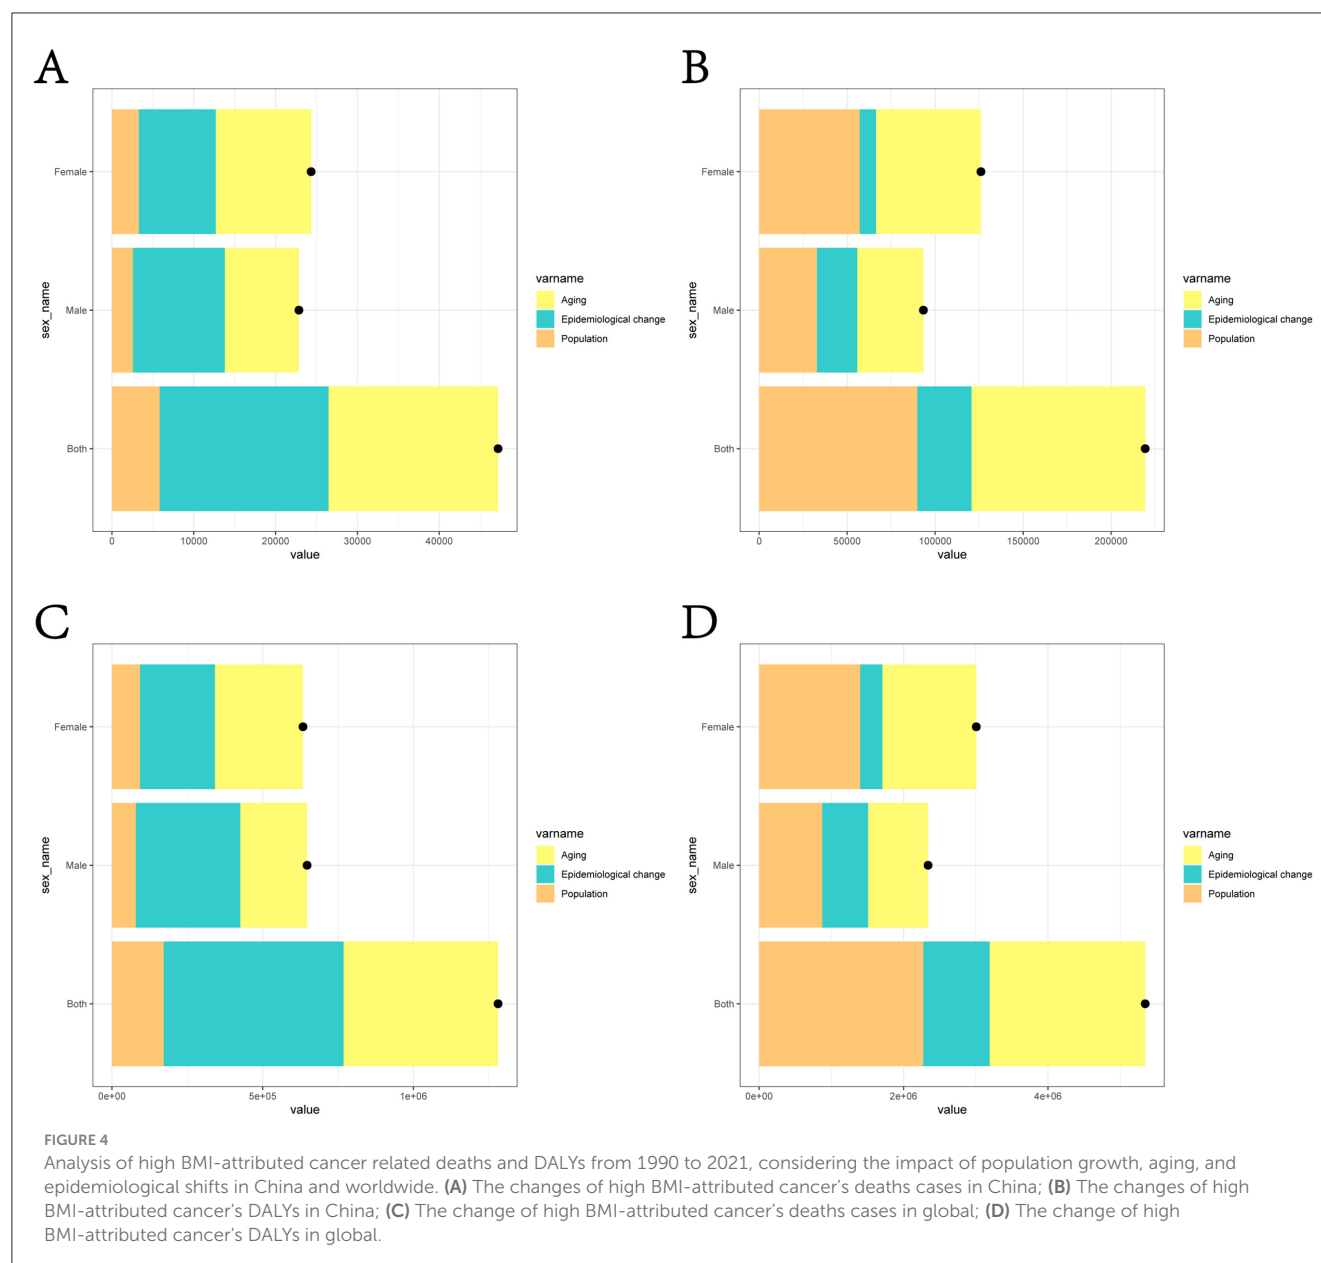 A
Female
Male
Both
sex_name
0
10000
20000
30000
40000
value
varname
Aging
Epidemiological change
Population
B
Female
Male
Both
sex_name
0
50000
100000
150000
200000
value
varname
Aging
Epidemiological change
Population
C
Female
Male
Both
sex_name
0e+00
5e+05
1e+06
value
varname
Aging
Epidemiological change
Population
D
Female
Male
Both
sex_name
0e+00
2e+06
4e+06
value
varname
Aging
Epidemiological change
Population
FIGURE 4
Analysis of high BMI-attributed cancer related deaths and DALYs from 1990 to 2021, considering the impact of population growth, aging, and
epidemiological shifts in China and worldwide. (A) The changes of high BMI-attributed cancer's deaths cases in China; (B) The changes of high
BMI-attributed cancer's DALYs in China; (C) The change of high BMI-attributed cancer's deaths cases in global; (D) The change of high
BMI-attributed cancer's DALYs in global.